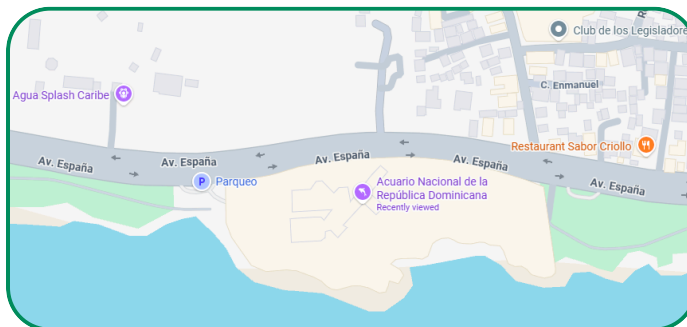 Club de los Legisladore
C. Enmanuel
Agua Splash Caribe
Restaurant Sabor Criollo
Av. España
Av. España
Av. España
Av. España
Av. España
P Parqueo
Acuario Nacional de la
República Dominicana
Recently viewed